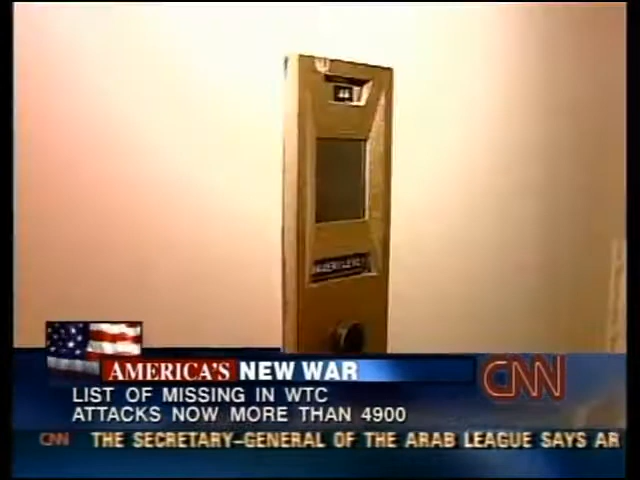 AMERICA'S NEW WAR
CNN
LIST OF MISSING IN WTC
ATTACKS NOW MORE THAN 4900
CNN THE SECRETARY-GENERAL OF THE ARAB LEAGUE SAYS AR